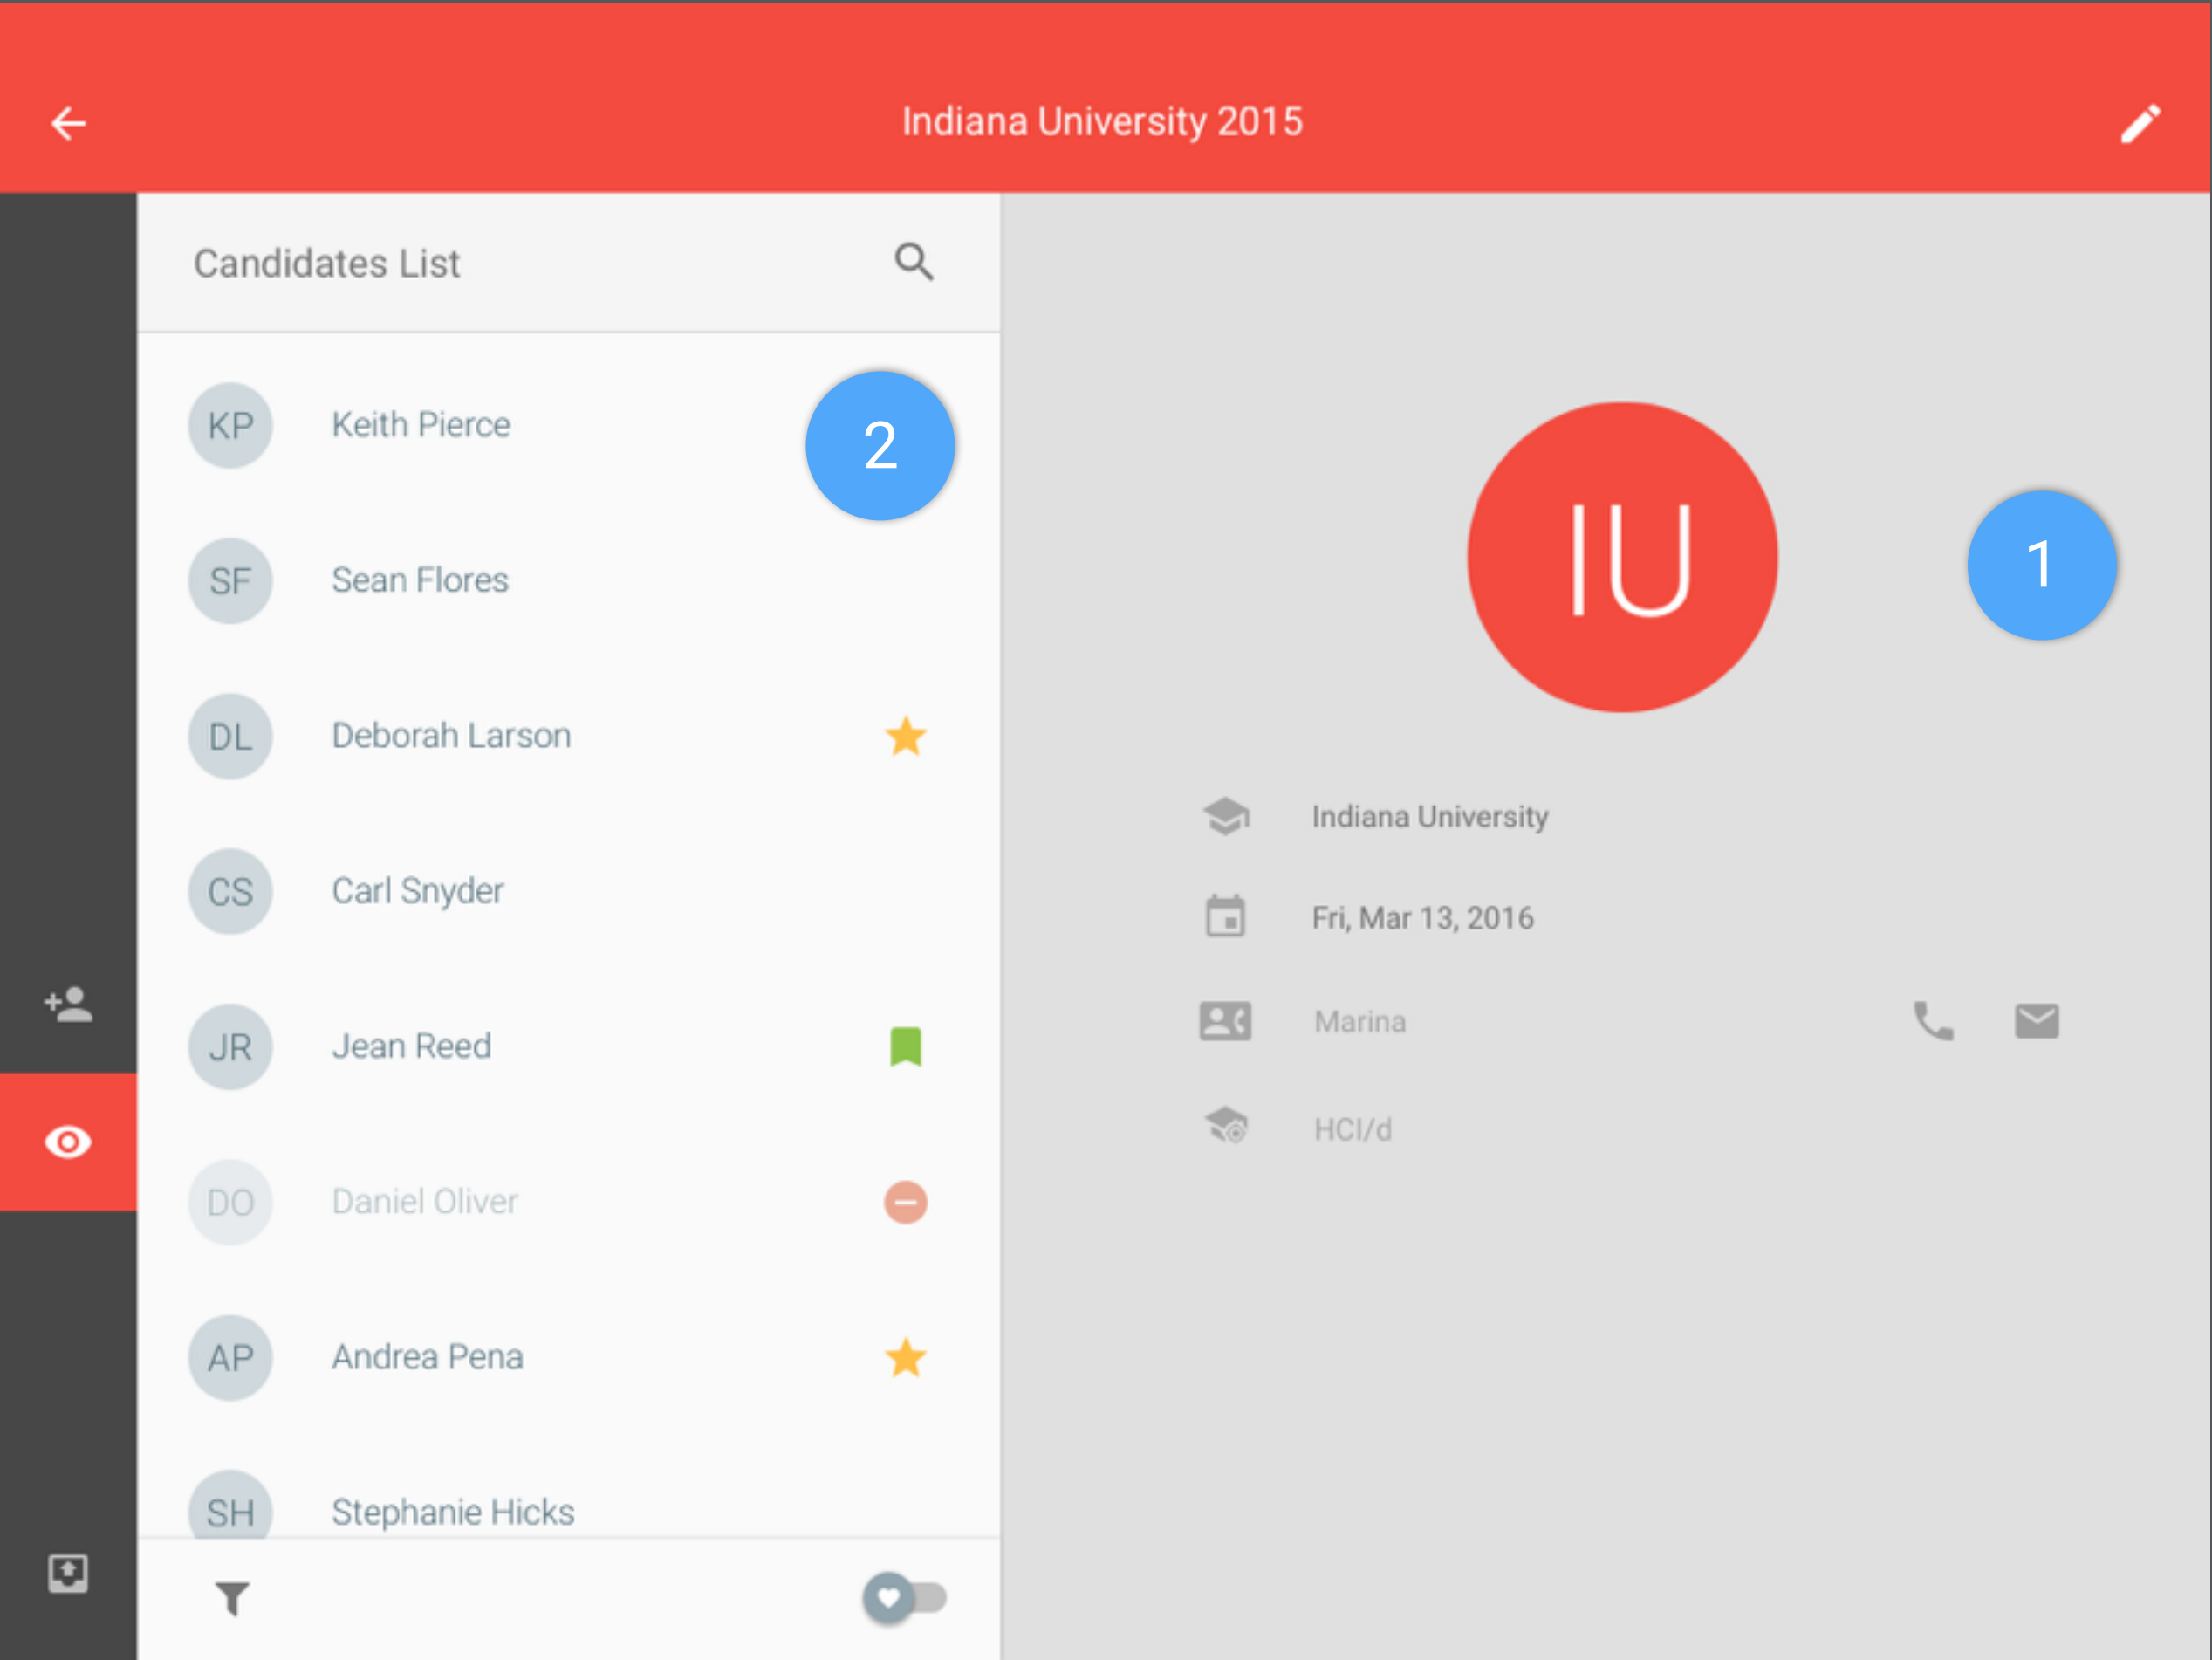 Indiana University 2015
Candidates List
KP Keith Pierce
2
SF Sean Flores
DL Deborah Larson
CS Carl Snyder
JR Jean Reed
DO Daniel Oliver
AP Andrea Pena
SH Stephanie Hicks
IU
1
Indiana University
Fri, Mar 13, 2016
Marina
HCI/d